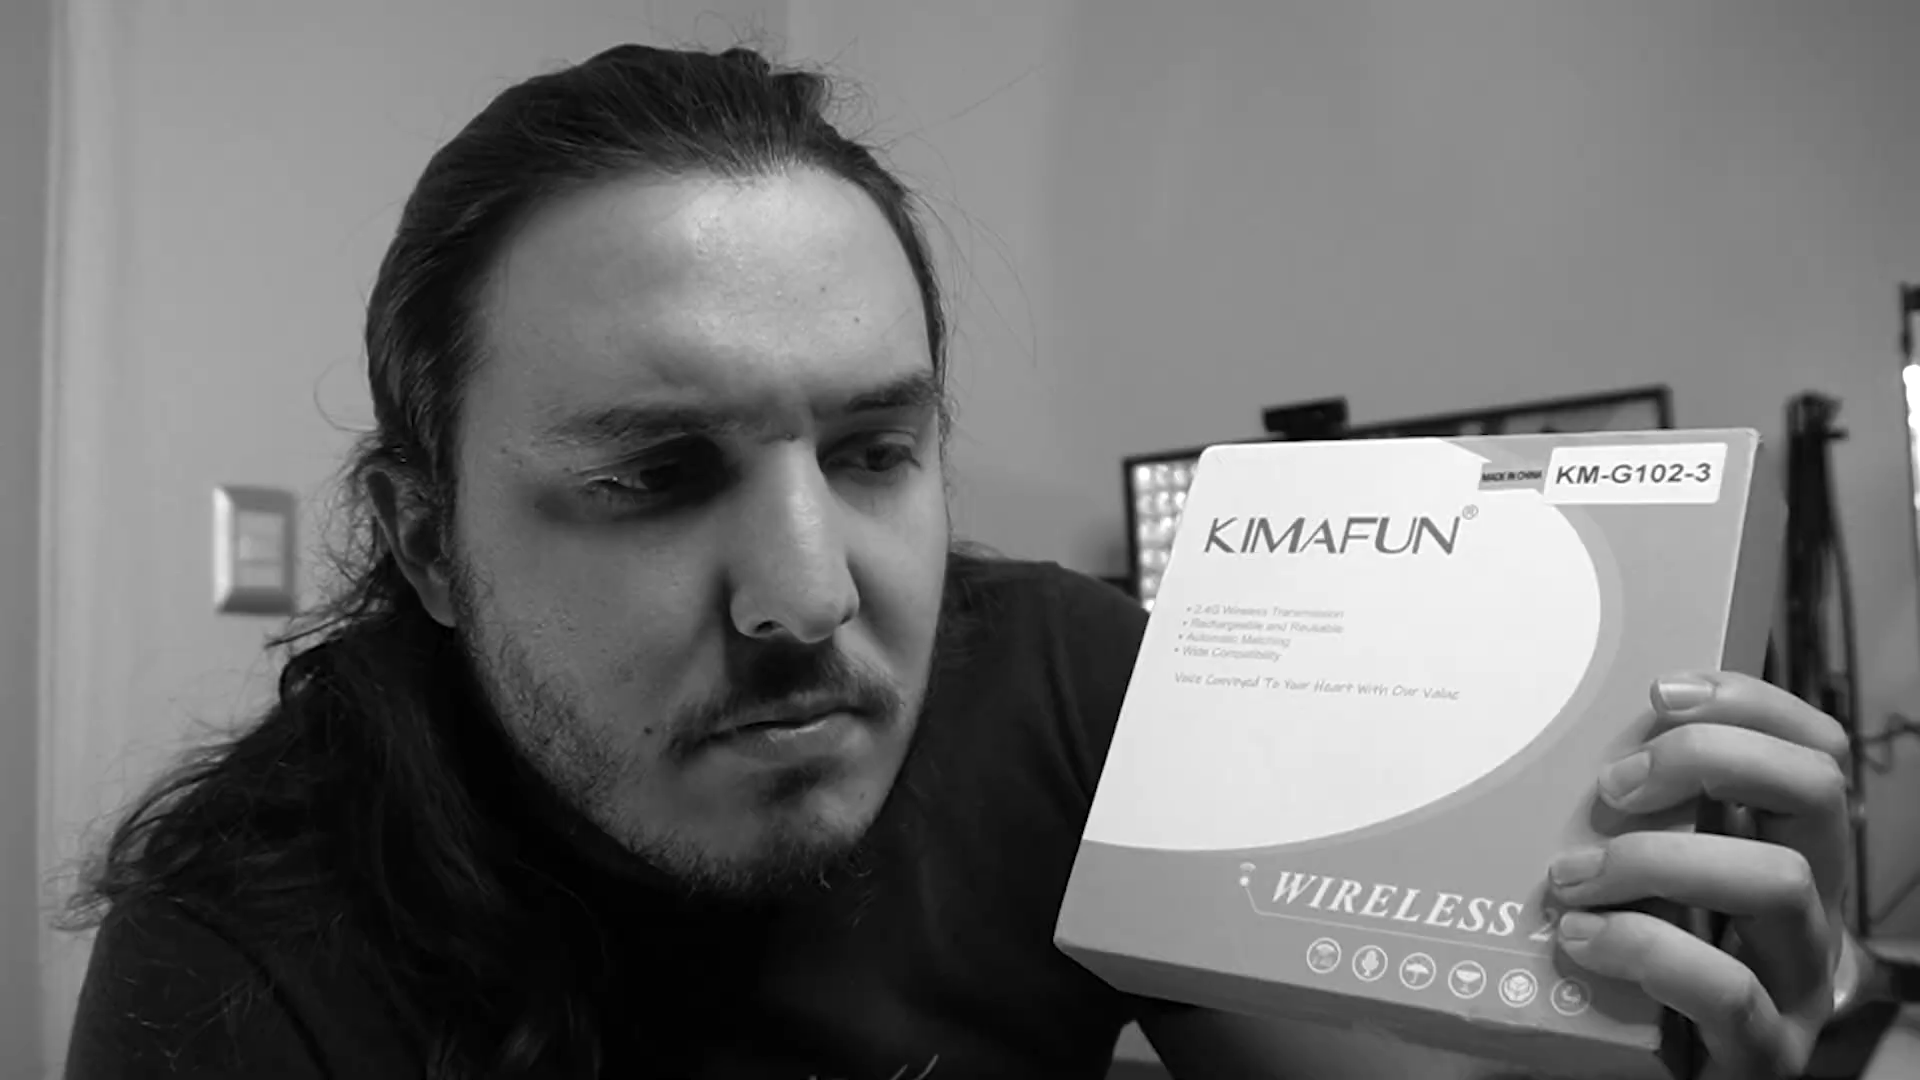 MADE IN CHINA
KM-G102-3
KIMAFUN®
• 2.4G Wireless Transmission
• Rechargeable and Reusable
• Automatic Matching
• Wide Compatibility
Voice Conveyed To Your Heart With Our Value
WIRELESS 2